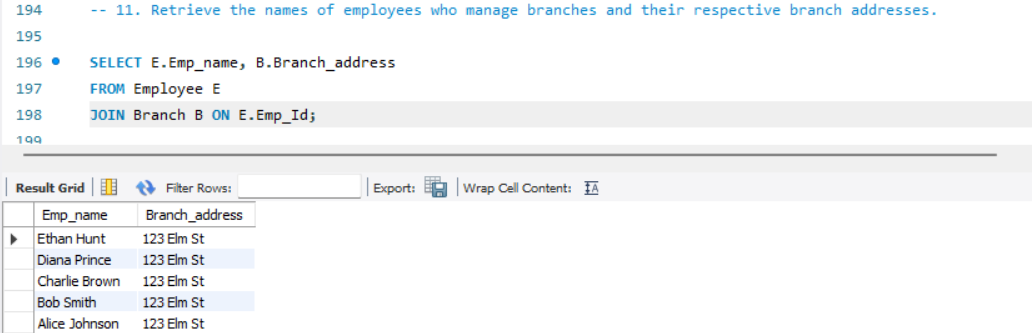 194 -- 11. Retrieve the names of employees who manage branches and their respective branch addresses.
195
196 SELECT E.Emp_name, B.Branch_address
197 FROM Employee E
198 JOIN Branch B ON E.Emp_Id;
199
Result Grid Filter Rows: Export: Wrap Cell Content: IA
Emp_name Branch_address
Ethan Hunt 123 Elm St
Diana Prince 123 Elm St
Charlie Brown 123 Elm St
Bob Smith 123 Elm St
Alice Johnson 123 Elm St